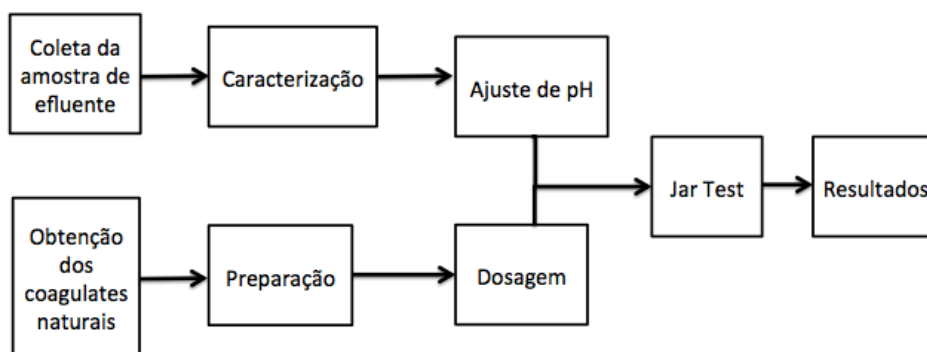 Coleta da
amostra de
efluente
Caracterização
Ajuste de pH
Jar Test
Resultados
Obtenção
dos
coagulates
naturais
Preparação
Dosagem